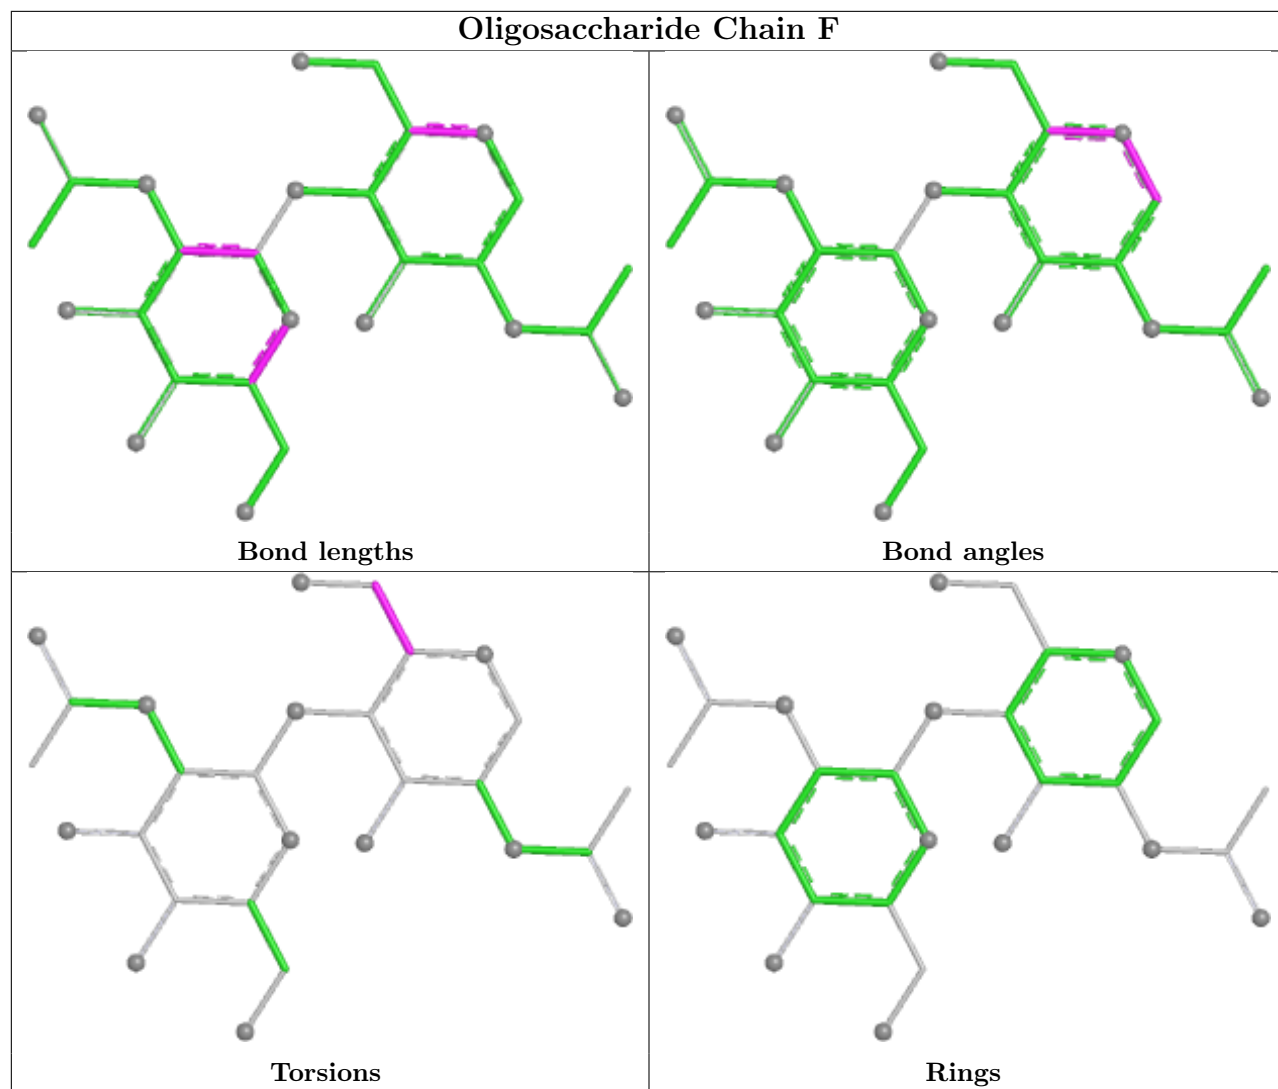 Oligosaccharide Chain F
Bond lengths
Bond angles
Torsions
Rings